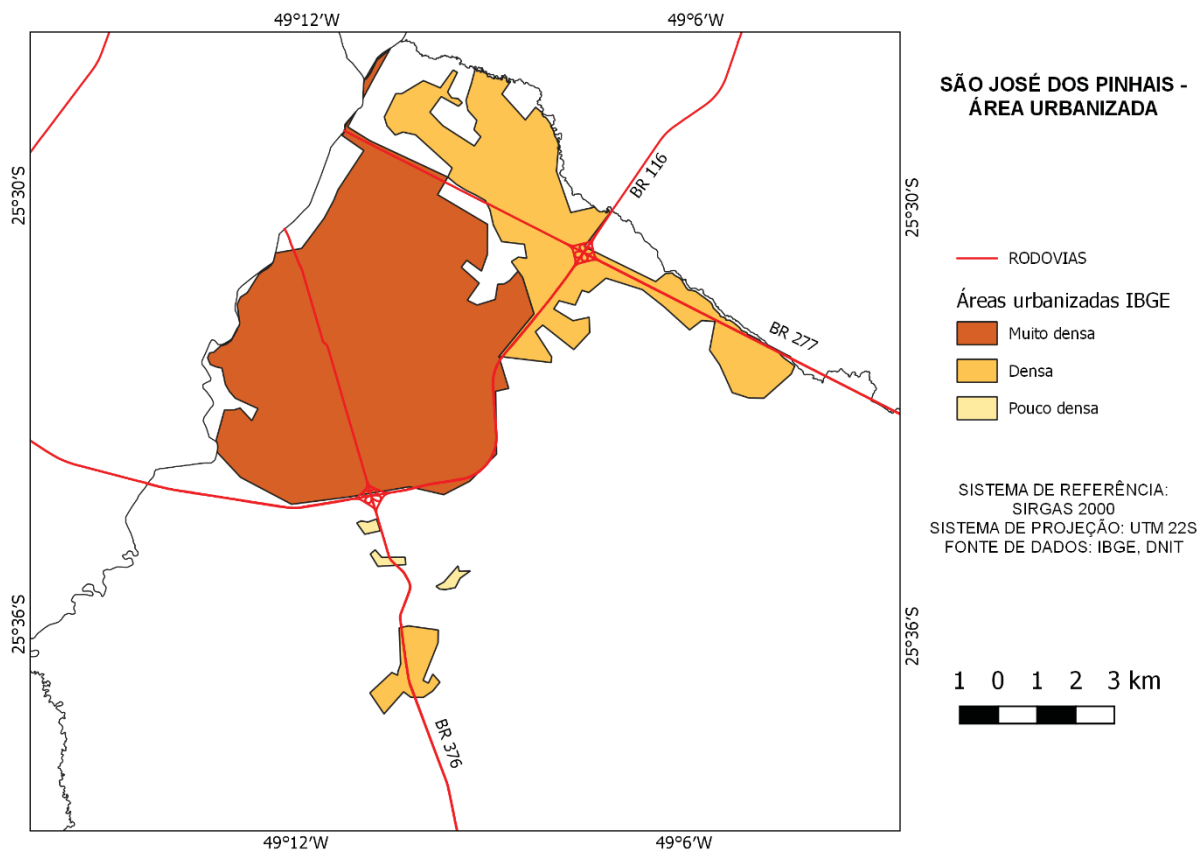 49°12'W
49°6'W
SÃO JOSÉ DOS PINHAIS -
ÁREA URBANIZADA
25°30'S
25°30'S
BR 116
BR 277
RODOVIAS
Áreas urbanizadas IBGE
Muito densa
Densa
Pouco densa
SISTEMA DE REFERÊNCIA:
SIRGAS 2000
SISTEMA DE PROJEÇÃO: UTM 22S
FONTE DE DADOS: IBGE, DNIT
25°36'S
25°36'S
BR 376
1 0 1 2 3 km
49°12'W
49°6'W